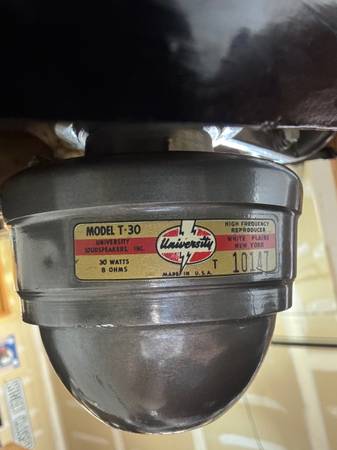 MODEL T-30
UNIVERSITY
LOUDSPEAKERS, INC.
30 WATTS
8 OHMS
University
MADE IN U.S.A.
HIGH FREQUENCY
REPRODUCER
WHITE PLAINS
NEW YORK
T 10147